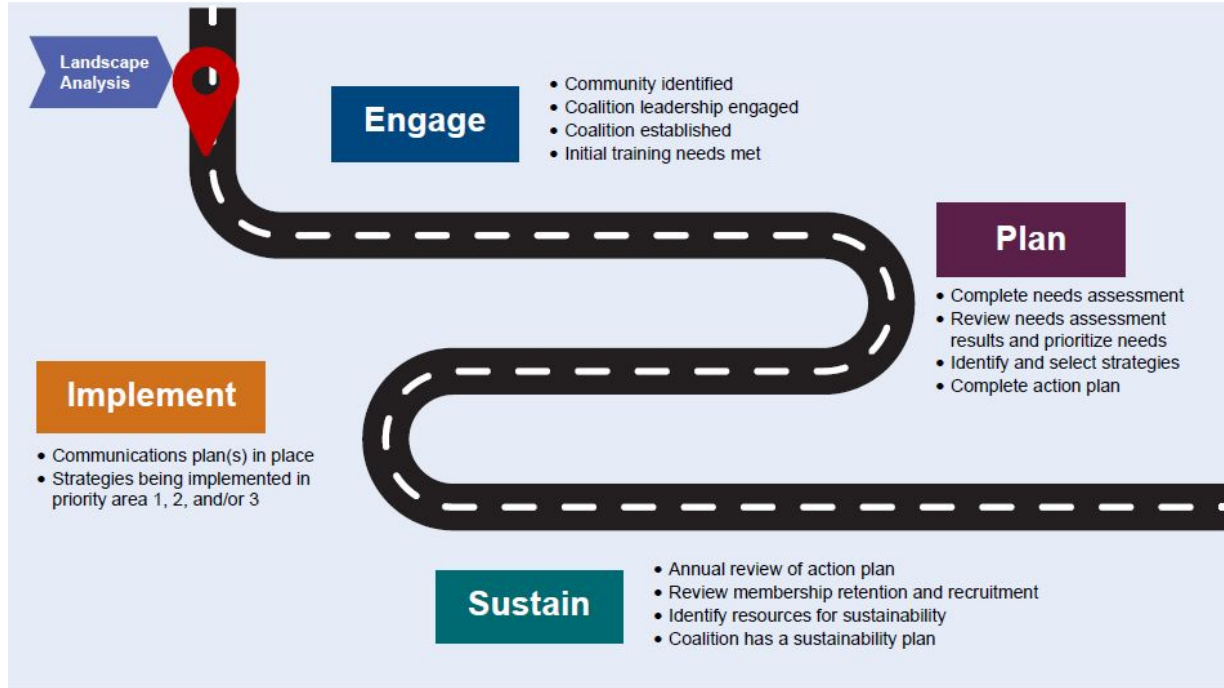 Landscape
Analysis
Engage
• Community identified
• Coalition leadership engaged
• Coalition established
• Initial training needs met
Plan
• Complete needs assessment
• Review needs assessment
results and prioritize needs
• Identify and select strategies
• Complete action plan
Implement
• Communications plan(s) in place
• Strategies being implemented in
priority area 1, 2, and/or 3
Sustain
• Annual review of action plan
• Review membership retention and recruitment
• Identify resources for sustainability
• Coalition has a sustainability plan